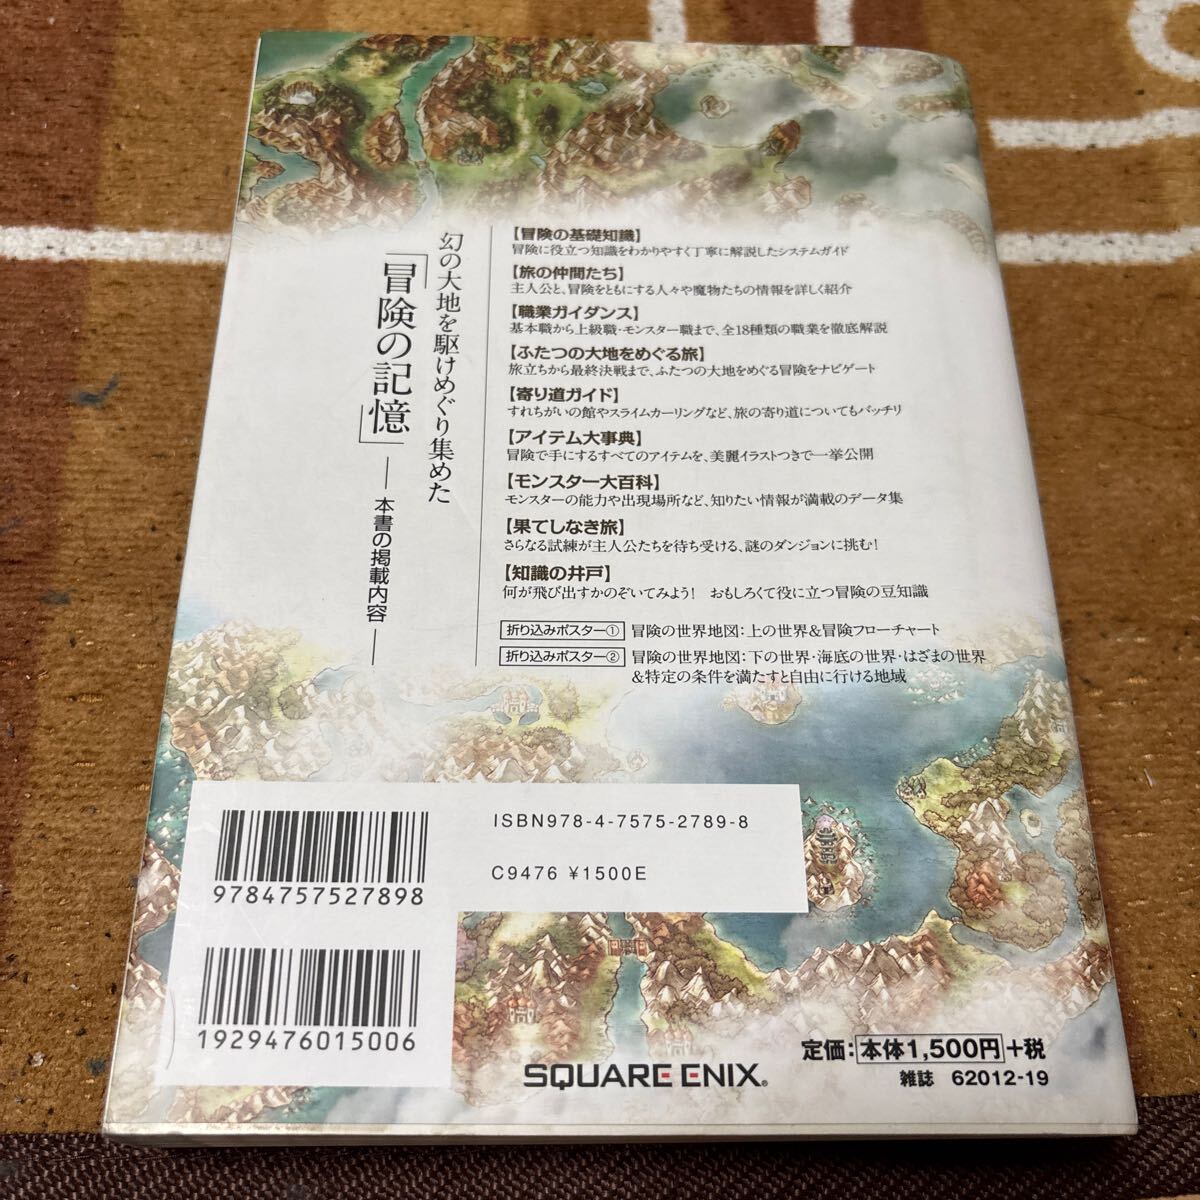 幻の大地を駆けめぐり集めた
「冒険の記憶」
本書の掲載内容
【冒険の基礎知識】
冒険に役立つ知識をわかりやすく丁寧に解説したシステムガイド
【旅の仲間たち】
主人公と、冒険をともにする人々や魔物たちの情報を詳しく紹介
【職業ガイダンス】
基本職から上級職・モンスター職まで、全18種類の職業を徹底解説
【ふたつの大地をめぐる旅】
旅立ちから最終決戦まで、ふたつの大地をめぐる冒険をナビゲート
【寄り道ガイド】
すれちがいの館やスライムカーリングなど、旅の寄り道についてもバッチリ
【アイテム大事典】
冒険で手にするすべてのアイテムを、美麗イラストつきで一挙公開
【モンスター大百科】
モンスターの能力や出現場所など、知りたい情報が満載のデータ集
【果てしなき旅】
さらなる試練が主人公たちを待ち受ける、謎のダンジョンに挑む!
【知識の井戸】
何が飛び出すかのぞいてみよう! おもしろくて役に立つ冒険の豆知識
折り込みポスター① 冒険の世界地図:上の世界&冒険フローチャート
折り込みポスター② 冒険の世界地図:下の世界・海底の世界・はざまの世界
&特定の条件を満たすと自由に行ける地域
ISBN978-4-7575-2789-8
C9476 ¥1500E
9784757527898
1929476015006
SQUARE ENIX.
定価:本体1,500円+税
雑誌 62012-19